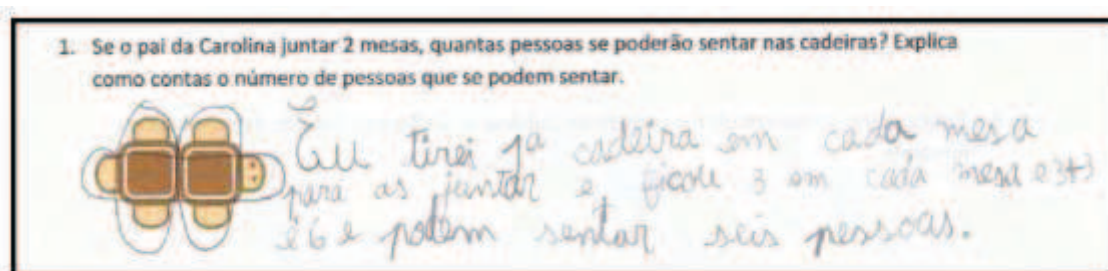 1. Se o pai da Carolina juntar 2 mesas, quantas pessoas se poderão sentar nas cadeiras? Explica
como contas o número de pessoas que se podem sentar.
Eu tirei 1ª cadeira em cada mesa
para as juntar e ficou 3 em cada mesa e 3+3
é 6 e podem sentar seis pessoas.